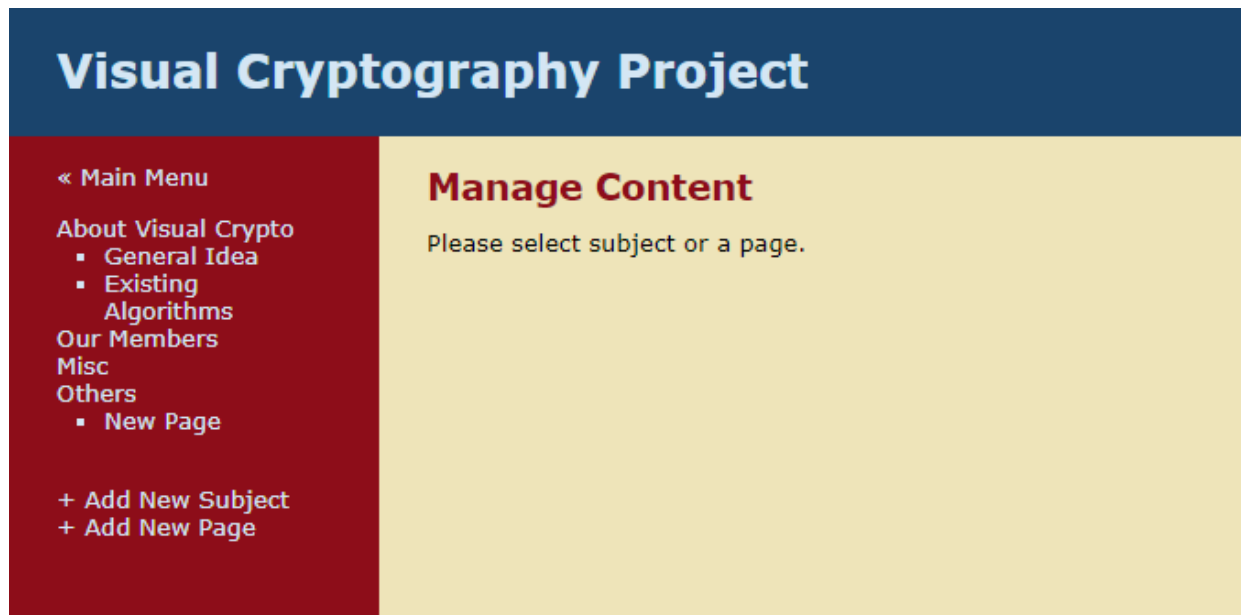 Visual Cryptography Project
« Main Menu
About Visual Crypto
▪ General Idea
▪ Existing
Algorithms
Our Members
Misc
Others
▪ New Page
+ Add New Subject
+ Add New Page
Manage Content
Please select subject or a page.